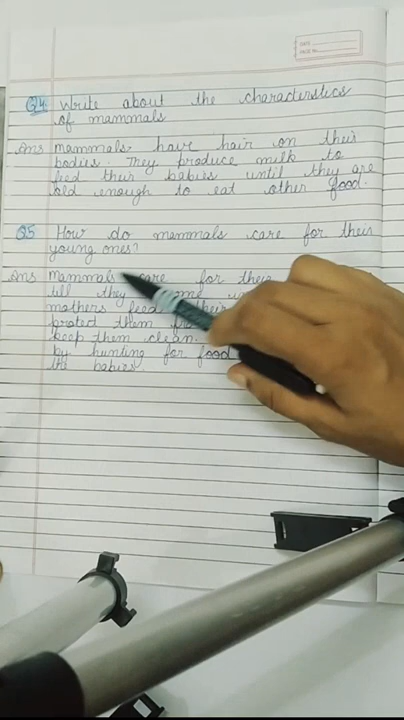 DATE
PAGE No.
Q4 Write about the characteristics
of mammals
Ans mammals have hair on their
bodies. They produce milk to
feed their babies until they are
old enough to eat other food.
Q5 How do mammals care for their
young ones?
Ans Mammals care for their
till they
mothers feed their
protect them
keep them clean.
by hunting for food
the babies.